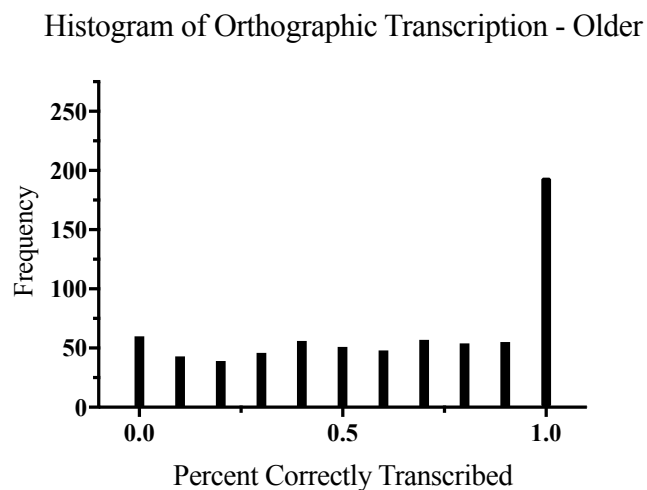 Histogram of Orthographic Transcription - Older
250
200
150
100
50
0
Frequency
0.0 0.5 1.0
Percent Correctly Transcribed